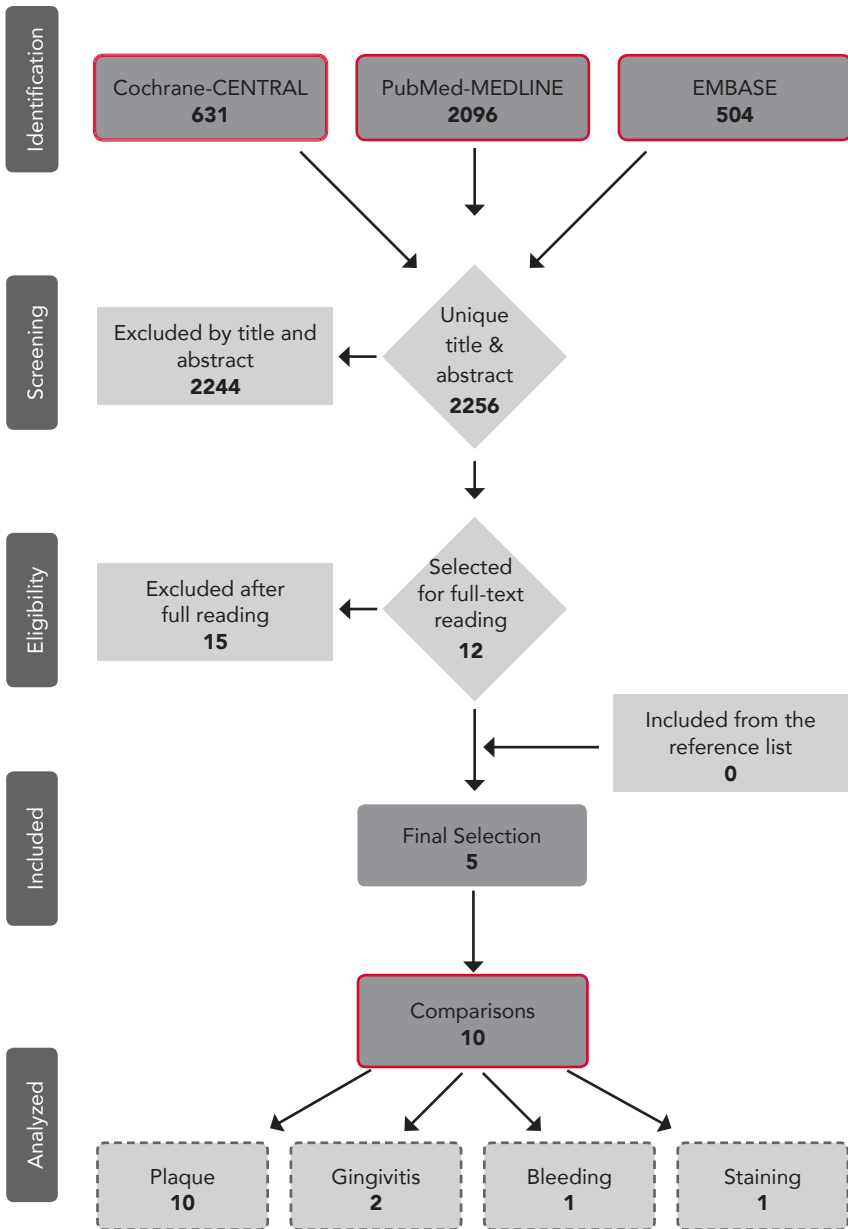 Identification
Cochrane-CENTRAL
631
PubMed-MEDLINE
2096
EMBASE
504
Screening
Excluded by title and
abstract
2244
Unique
title &
abstract
2256
Eligibility
Excluded after
full reading
15
Selected
for full-text
reading
12
Included from the
reference list
0
Included
Final Selection
5
Comparisons
10
Analyzed
Plaque
10
Gingivitis
2
Bleeding
1
Staining
1